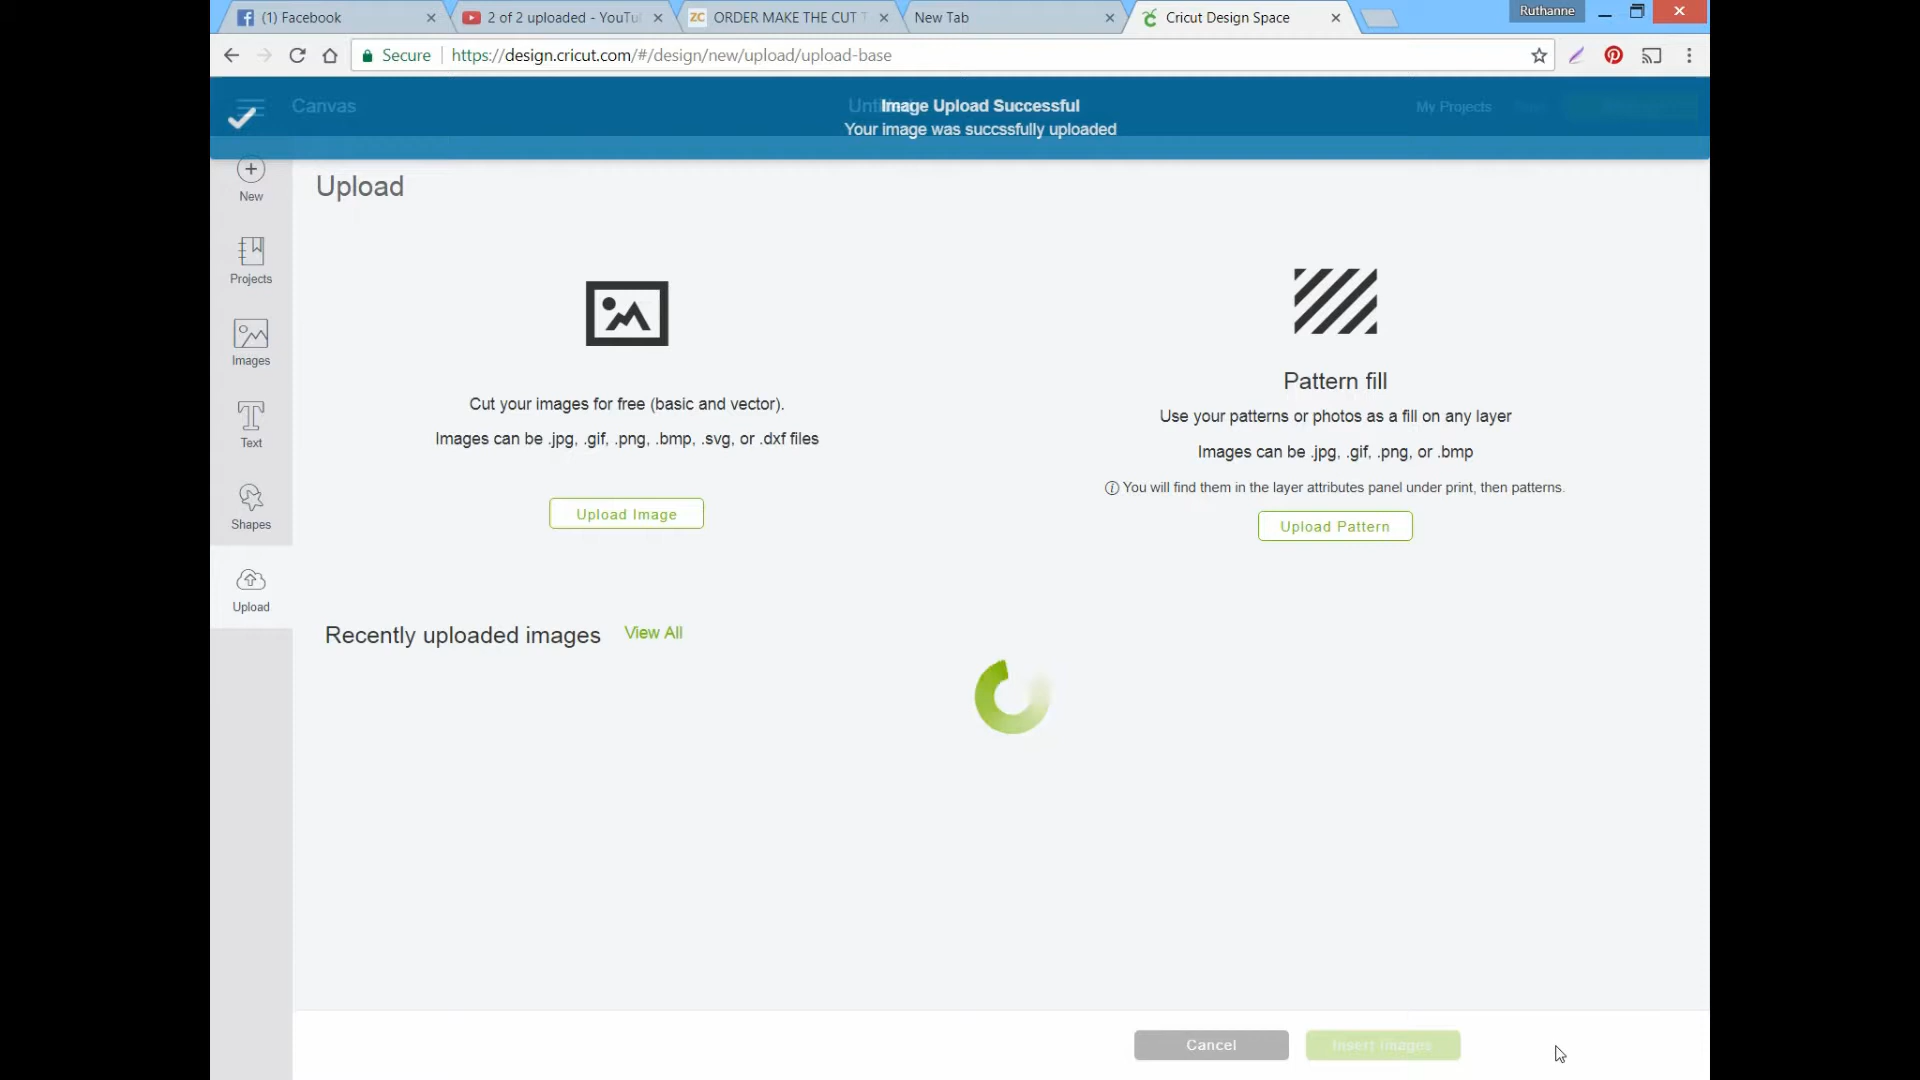 (1) Facebook
2 of 2 uploaded - YouTu
ZC ORDER MAKE THE CUT T
New Tab
Cricut Design Space
Ruthanne
Secure https://design.cricut.com/#/design/new/upload/upload-base
Canvas
Image Upload Successful
My Projects
Your image was succssfully uploaded
New
Projects
Images
Text
Shapes
Upload
Upload
Cut your images for free (basic and vector).
Images can be .jpg, .gif, .png, .bmp, .svg, or .dxf files
Upload Image
Pattern fill
Use your patterns or photos as a fill on any layer
Images can be .jpg, .gif, .png, or .bmp
You will find them in the layer attributes panel under print, then patterns.
Upload Pattern
Recently uploaded images View All
Cancel
Insert Images